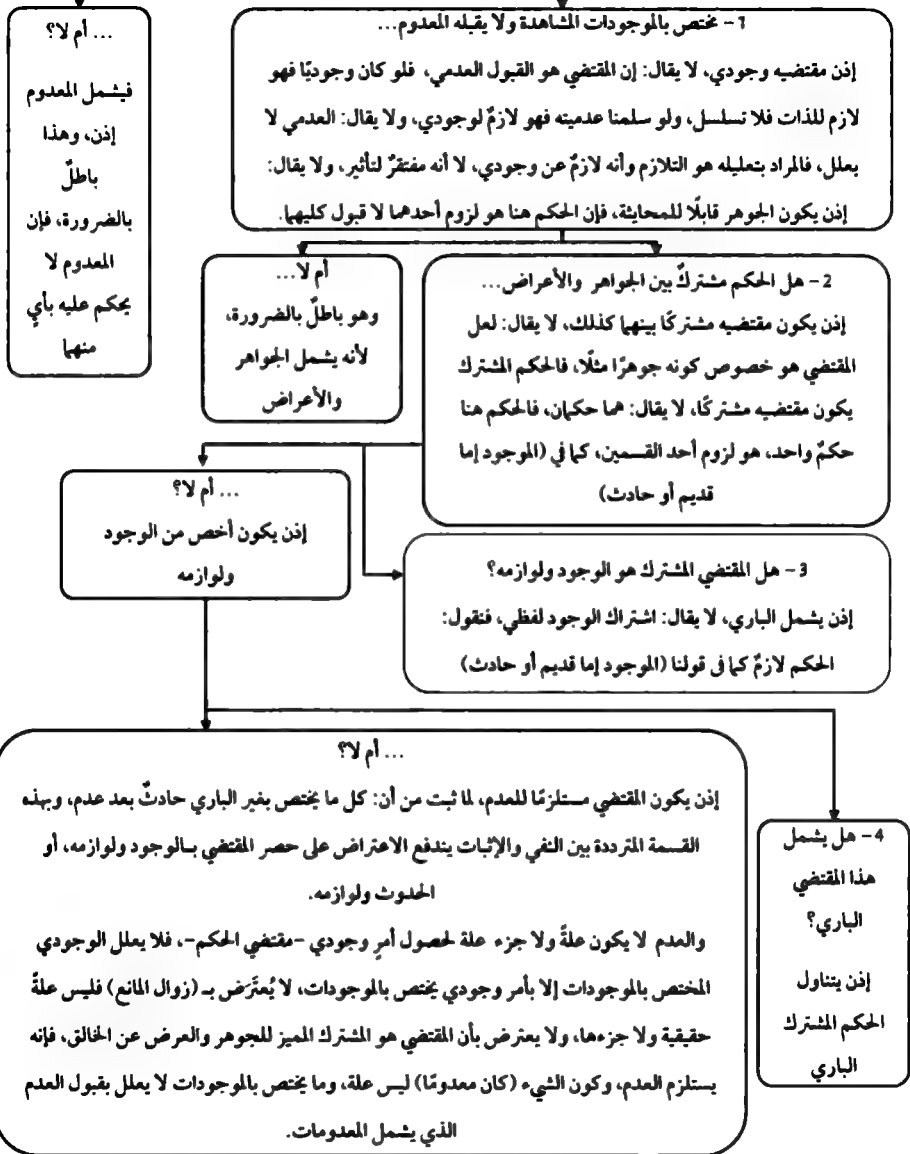 1- مختص بالموجودات المشاهدة ولا يقبله المعدوم...
إذن مقتضيه وجودي، لا يقال: إن المقتضي هو القبول العدمي، فلو كان وجوديًا فهو
لازم للذات فلا تسلسل، ولو سلمنا عدميته فهو لازمٌ لوجودي، ولا يقال: العدمي لا
يعلل، فالمراد بتعليله هو التلازم وأنه لازمٌ عن وجودي، لا أنه مفتقرٌ لتأثير، ولا يقال:
إذن يكون الجوهر قابلًا للمحايثة، فإن الحكم هنا هو لزوم أحدهما لا قبول كليهما.
... أم لا؟
فيشمل المعدوم
إذن، وهذا
باطلٌ
بالضرورة، فإن
المعدوم لا
يحكم عليه بأيٍ
منهما
2- هل الحكم مشتركٌ بين الجواهر والأعراض...
إذن يكون مقتضيه مشتركًا بينهما كذلك، لا يقال: لعل
المقتضي هو خصوص كونه جوهرًا مثلًا، فالحكم المشترك
يكون مقتضيه مشتركًا، لا يقال: هما حكمان، فالحكم هنا
حكمٌ واحد، هو لزوم أحد القسمين، كما في (الموجود إما
قديم أو حادث)
أم لا...
وهو باطلٌ بالضرورة،
لأنه يشمل الجواهر
والأعراض
3- هل المقتضي المشترك هو الوجود ولوازمه؟
إذن يشمل الباري، لا يقال: اشتراك الوجود لفظي، فنقول:
الحكم لازمٌ كما في قولنا (الموجود إما قديم أو حادث)
... أم لا؟
إذن يكون أخص من الوجود
ولوازمه
4- هل يشمل
هذا المقتضي
الباري؟
إذن يتناول
الحكم المشترك
الباري
... أم لا؟
إذن يكون المقتضي مستلزمًا للعدم، لما ثبت من أن: كل ما يختص بغير الباري حادثٌ بعد عدم، وبهذه
القسمة المترددة بين النفي والإثبات يندفع الاعتراض على حصر المقتضي بالوجود ولوازمه، أو
الحدوث ولوازمه.
والعدم لا يكون علةً ولا جزء علة لحصول أمرٍ وجودي -مقتضي الحكم-، فلا يعلل الوجودي
المختص بالموجودات إلا بأمر وجودي يختص بالموجودات، لا يُعتَرَض بـ (زوال المانع) فليس علةً
حقيقية ولا جزءها، ولا يعترض بأن المقتضي هو المشترك المميز للجوهر والعرض عن الخالق، فإنه
يستلزم العدم، وكون الشيء (كان معدومًا) ليس علة، وما يختص بالموجودات لا يعلل بقبول العدم
الذي يشمل المعدومات.